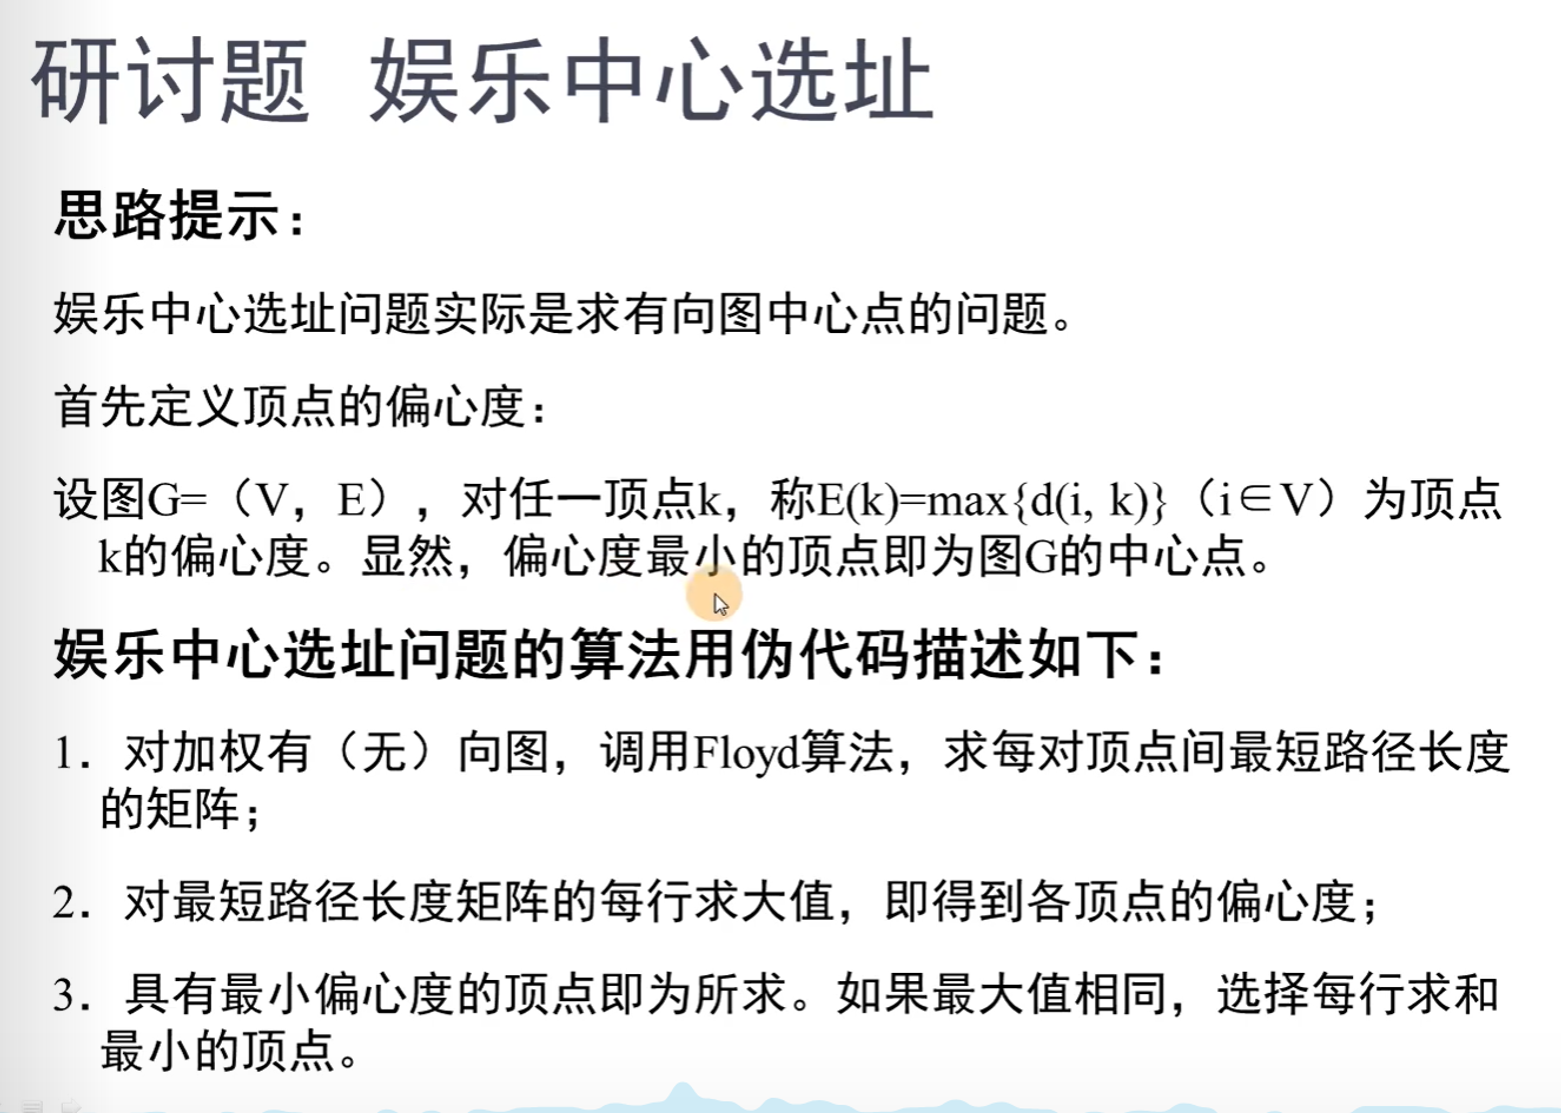 研讨题 娱乐中心选址
思路提示：
娱乐中心选址问题实际是求有向图中心点的问题。
首先定义顶点的偏心度：
设图G=（V，E），对任一顶点k，称E(k)=max{d(i, k)}（i∈V）为顶点
k的偏心度。显然，偏心度最小的顶点即为图G的中心点。
娱乐中心选址问题的算法用伪代码描述如下：
1．对加权有（无）向图，调用Floyd算法，求每对顶点间最短路径长度
的矩阵；
2．对最短路径长度矩阵的每行求大值，即得到各顶点的偏心度；
3．具有最小偏心度的顶点即为所求。如果最大值相同，选择每行求和
最小的顶点。